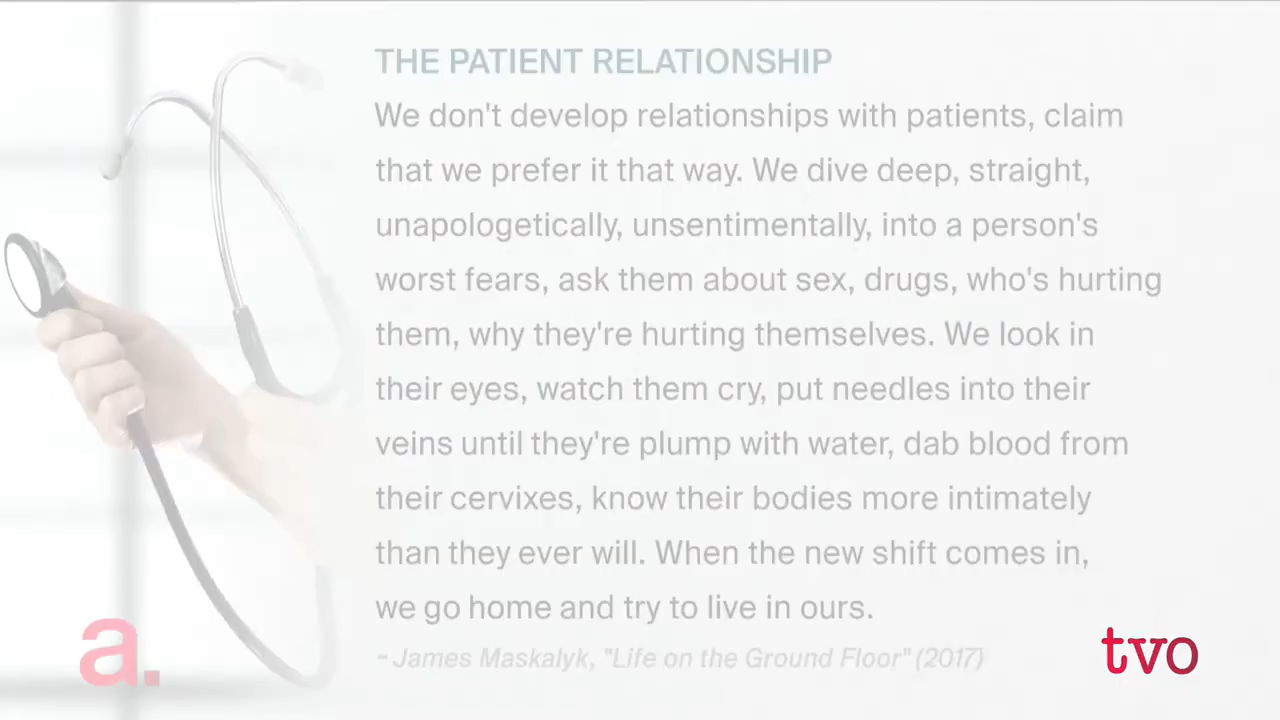 THE PATIENT RELATIONSHIP
We don't develop relationships with patients, claim
that we prefer it that way. We dive deep, straight,
unapologetically, unsentimentally, into a person's
worst fears, ask them about sex, drugs, who's hurting
them, why they're hurting themselves. We look in
their eyes, watch them cry, put needles into their
veins until they're plump with water, dab blood from
their cervixes, know their bodies more intimately
than they ever will. When the new shift comes in,
we go home and try to live in ours.
- James Maskalyk, "Life on the Ground Floor" (2017)
a.
tvo